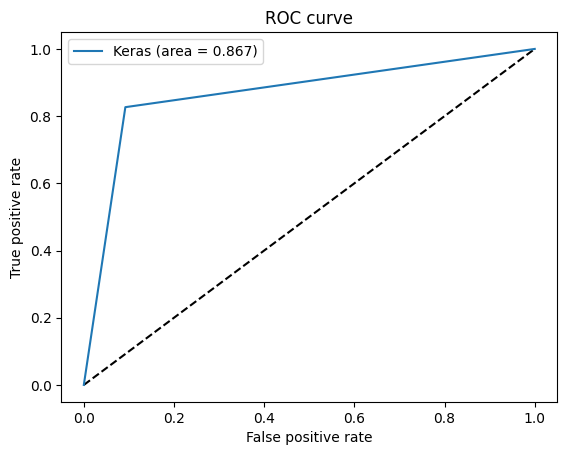 ROC curve
Keras (area = 0.867)
True positive rate
1.0
0.8
0.6
0.4
0.2
0.0
0.0 0.2 0.4 0.6 0.8 1.0
False positive rate